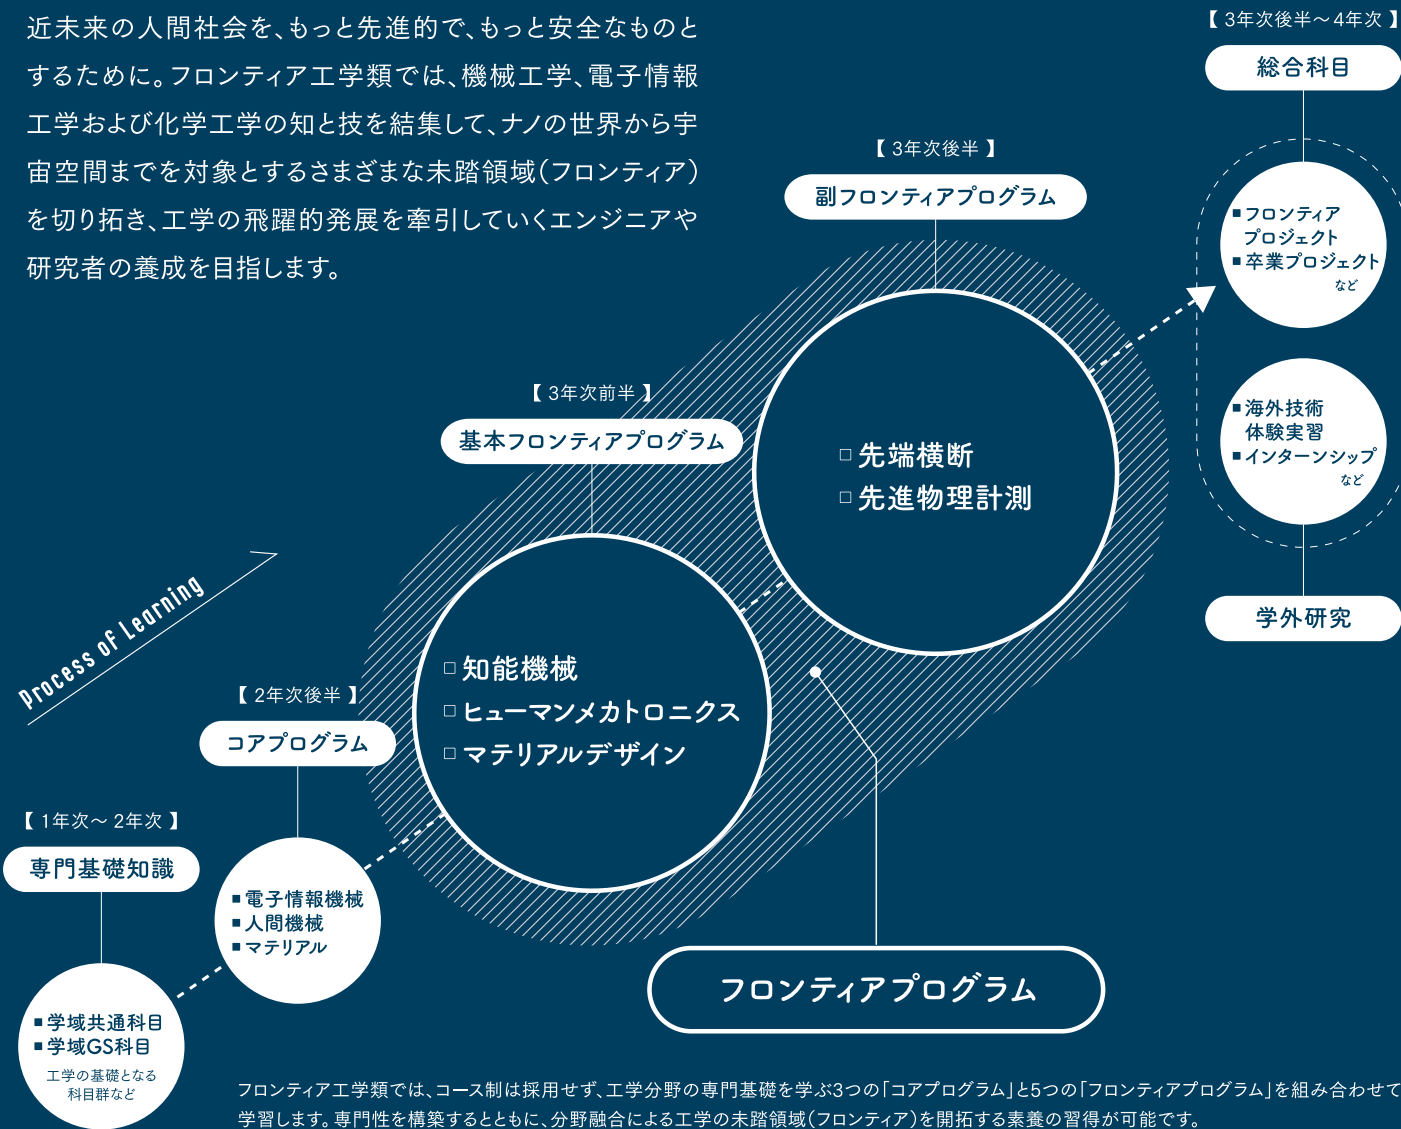 近未来の人間社会を、もっと先進的で、もっと安全なものと
するために。フロンティア工学類では、機械工学、電子情報
工学および化学工学の知と技を結集して、ナノの世界から宇
宙空間までを対象とするさまざまな未踏領域(フロンティア)
を切り拓き、工学の飛躍的発展を牽引していくエンジニアや
研究者の養成を目指します。
Process of Learning
【 1年次～2年次 】
専門基礎知識
■学域共通科目
■学域GS科目
工学の基礎となる
科目群など
【 2年次後半 】
コアプログラム
■電子情報機械
■人間機械
■マテリアル
【 3年次前半 】
基本フロンティアプログラム
□知能機械
□ヒューマンメカトロニクス
□マテリアルデザイン
【 3年次後半 】
副フロンティアプログラム
□先端横断
□先進物理計測
フロンティアプログラム
【 3年次後半～4年次 】
総合科目
■フロンティア
プロジェクト
■卒業プロジェクト
など
■海外技術
体験実習
■インターンシップ
など
学外研究
フロンティア工学類では、コース制は採用せず、工学分野の専門基礎を学ぶ3つの「コアプログラム」と5つの「フロンティアプログラム」を組み合わせて
学習します。専門性を構築するとともに、分野融合による工学の未踏領域(フロンティア)を開拓する素養の習得が可能です。